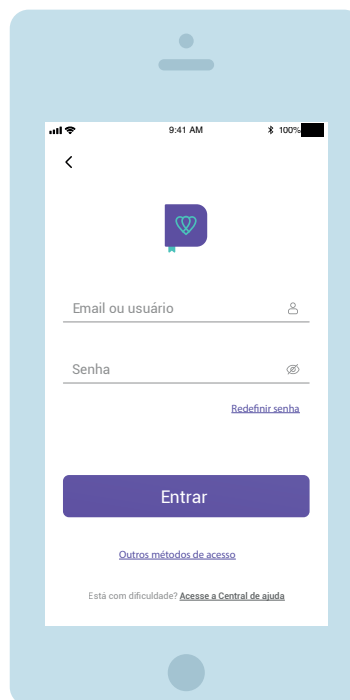 9:41 AM 100%
Email ou usuário
Senha
Redefinir senha
Entrar
Outros métodos de acesso
Está com dificuldade? Acesse a Central de ajuda